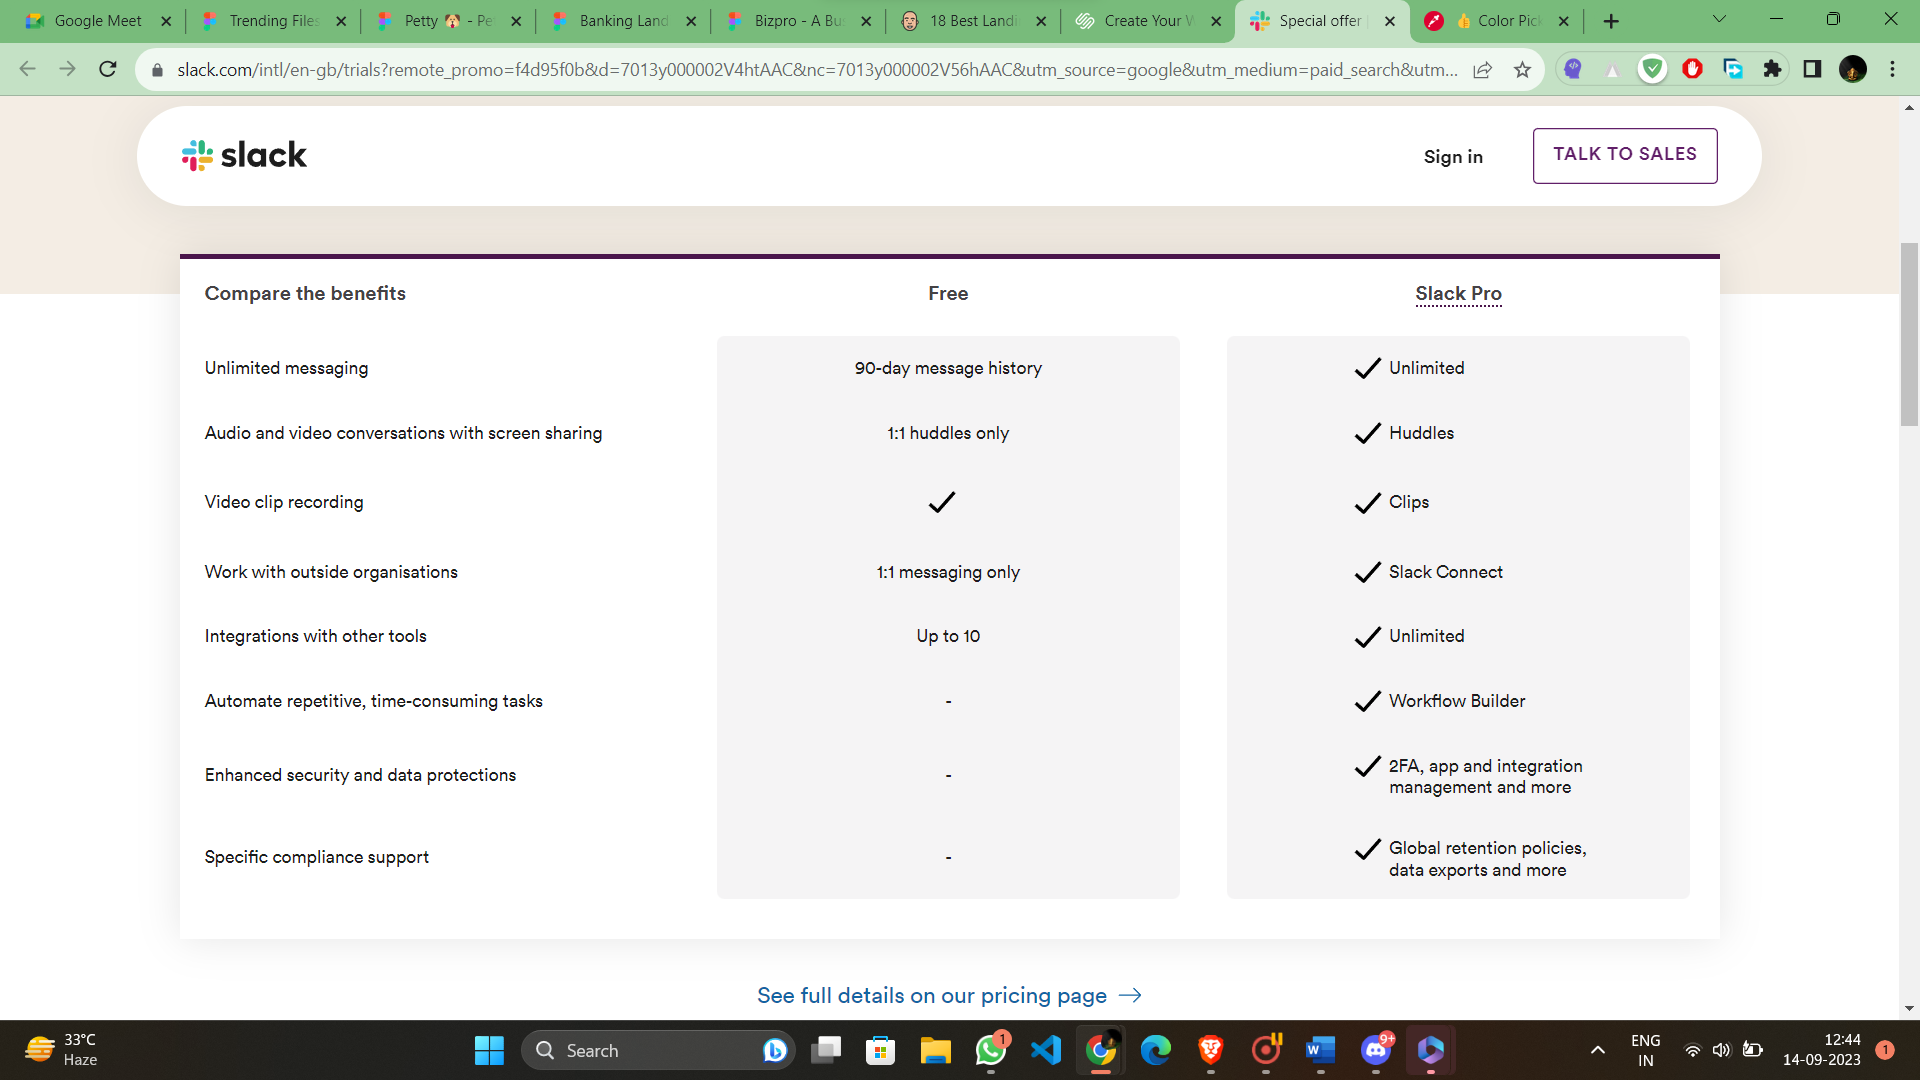 Google Meet
Trending Files
Petty 🐶 - Pe
Banking Land
Bizpro - A Bu
18 Best Landi
Create Your W
Special offer
👍 Color Pick
slack.com/intl/en-gb/trials?remote_promo=f4d95f0b&d=7013y000002V4htAAC&nc=7013y000002V56hAAC&utm_source=google&utm_medium=paid_search&utm...
slack
Sign in
TALK TO SALES
Compare the benefits
Free
Slack Pro
Unlimited messaging
90-day message history
Unlimited
Audio and video conversations with screen sharing
1:1 huddles only
Huddles
Video clip recording
Clips
Work with outside organisations
1:1 messaging only
Slack Connect
Integrations with other tools
Up to 10
Unlimited
Automate repetitive, time-consuming tasks
-
Workflow Builder
Enhanced security and data protections
-
2FA, app and integration
management and more
Specific compliance support
-
Global retention policies,
data exports and more
See full details on our pricing page →
33°C
Haze
Search
1
9+
ENG
IN
12:44
14-09-2023
1